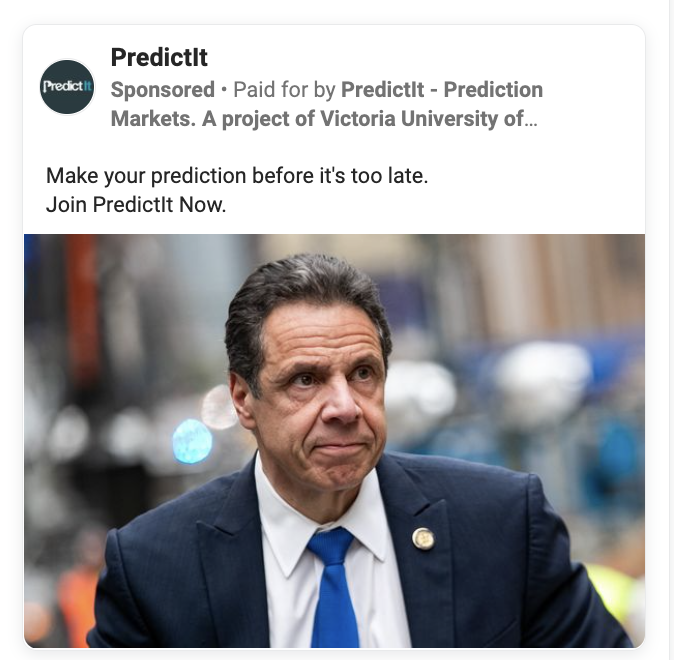 PredictIt
PredictIt
Sponsored • Paid for by PredictIt - Prediction
Markets. A project of Victoria University of…
Make your prediction before it's too late.
Join PredictIt Now.